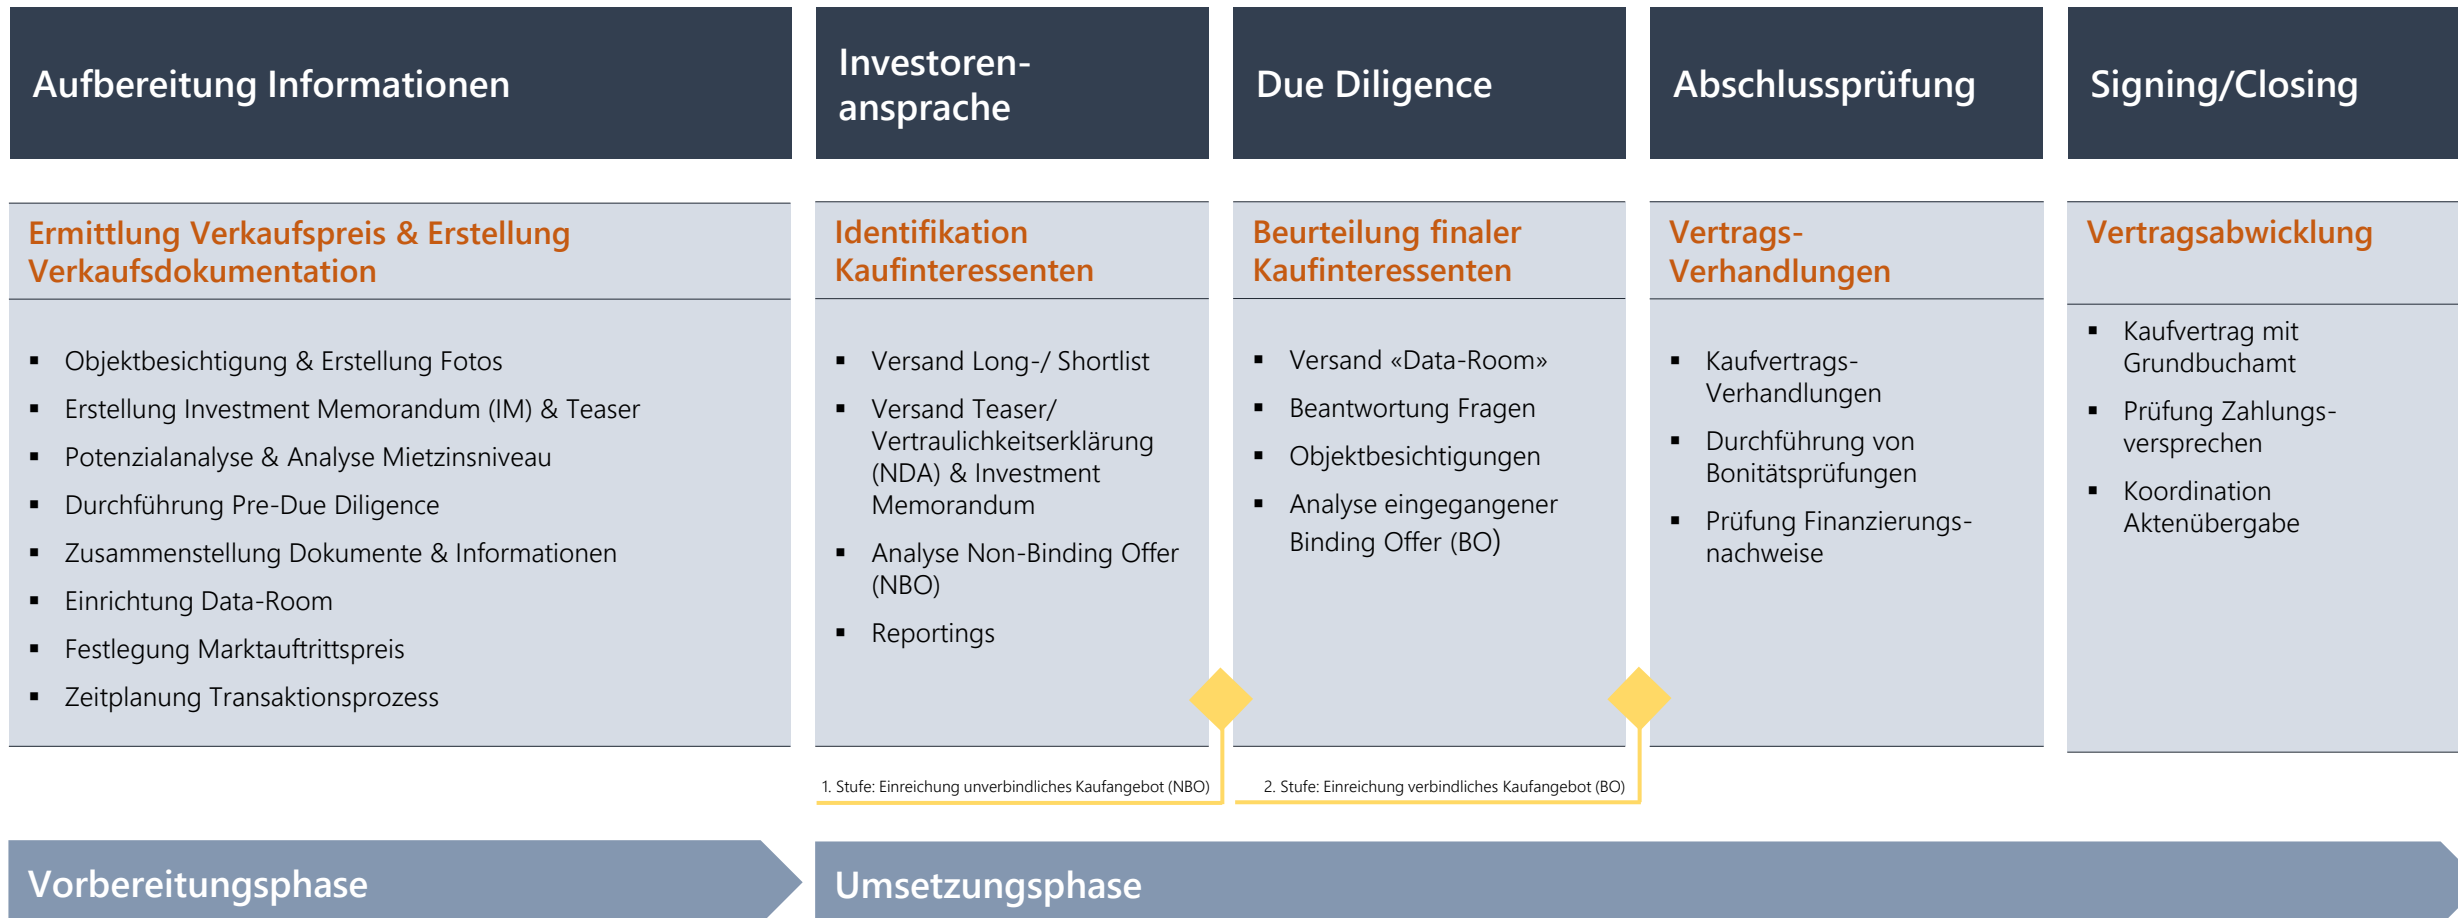 Aufbereitung Informationen
Investoren-
ansprache
Due Diligence
Abschlussprüfung
Signing/Closing
Ermittlung Verkaufspreis & Erstellung
Verkaufsdokumentation
▪ Objektbesichtigung & Erstellung Fotos
▪ Erstellung Investment Memorandum (IM) & Teaser
▪ Potenzialanalyse & Analyse Mietzinsniveau
▪ Durchführung Pre-Due Diligence
▪ Zusammenstellung Dokumente & Informationen
▪ Einrichtung Data-Room
▪ Festlegung Marktauftrittspreis
▪ Zeitplanung Transaktionsprozess
Identifikation
Kaufinteressenten
▪ Versand Long-/ Shortlist
▪ Versand Teaser/
Vertraulichkeitserklärung
(NDA) & Investment
Memorandum
▪ Analyse Non-Binding Offer
(NBO)
▪ Reportings
Beurteilung finaler
Kaufinteressenten
▪ Versand «Data-Room»
▪ Beantwortung Fragen
▪ Objektbesichtigungen
▪ Analyse eingegangener
Binding Offer (BO)
Vertrags-
Verhandlungen
▪ Kaufvertrags-
Verhandlungen
▪ Durchführung von
Bonitätsprüfungen
▪ Prüfung Finanzierungs-
nachweise
Vertragsabwicklung
▪ Kaufvertrag mit
Grundbuchamt
▪ Prüfung Zahlungs-
versprechen
▪ Koordination
Aktenübergabe
1. Stufe: Einreichung unverbindliches Kaufangebot (NBO)
2. Stufe: Einreichung verbindliches Kaufangebot (BO)
Vorbereitungsphase
Umsetzungsphase